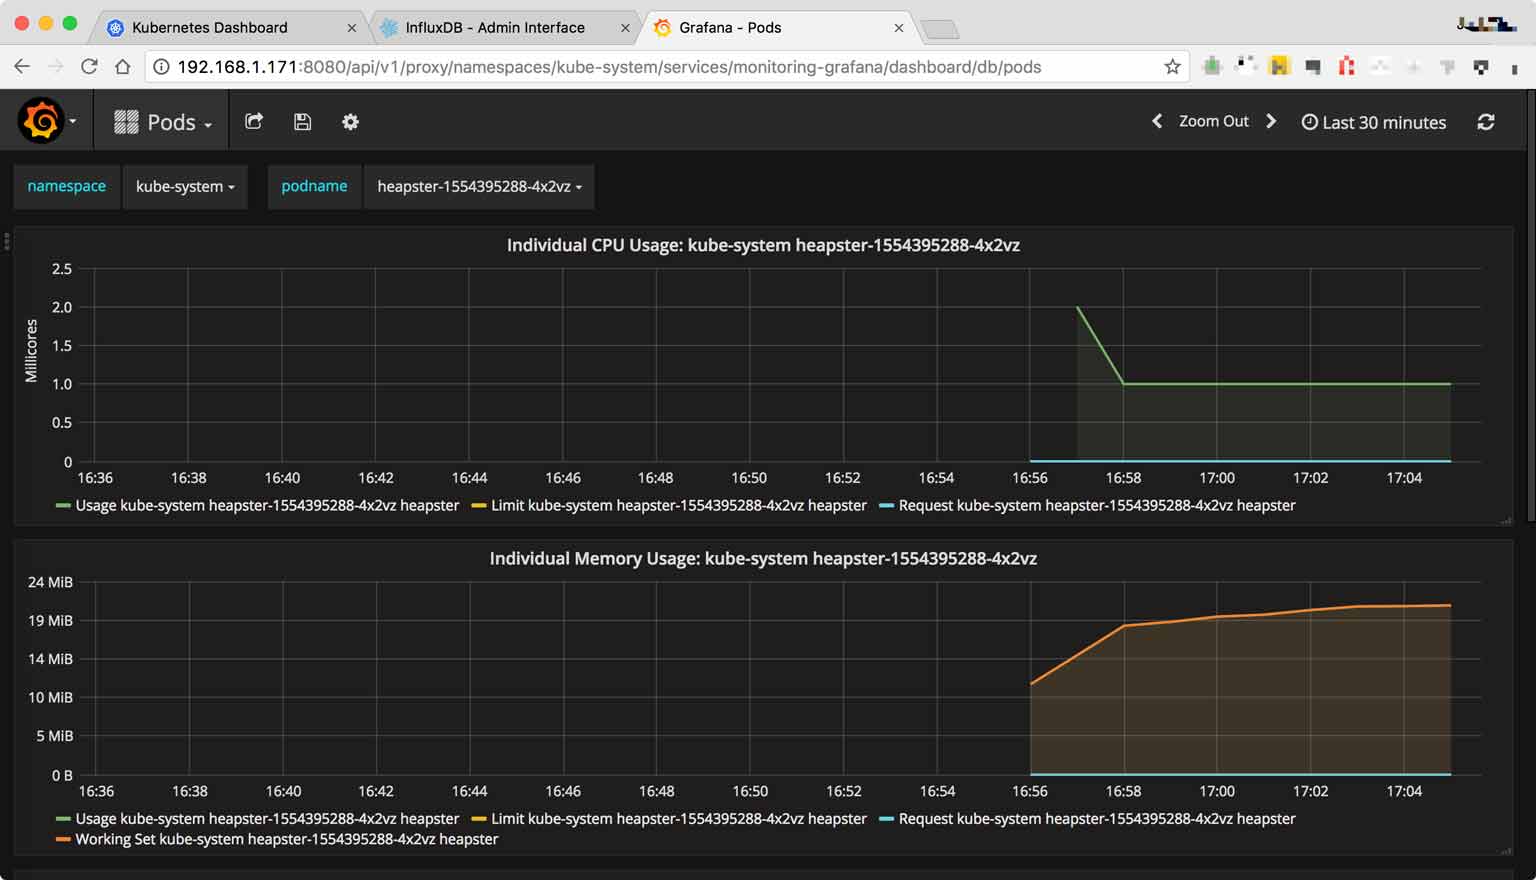 Kubernetes Dashboard
InfluxDB - Admin Interface
Grafana - Pods
192.168.1.171:8080/api/v1/proxy/namespaces/kube-system/services/monitoring-grafana/dashboard/db/pods
Pods
Zoom Out
Last 30 minutes
namespace kube-system podname heapster-1554395288-4x2vz
Individual CPU Usage: kube-system heapster-1554395288-4x2vz
Millicores
2.5
2.0
1.5
1.0
0.5
0
16:36 16:38 16:40 16:42 16:44 16:46 16:48 16:50 16:52 16:54 16:56 16:58 17:00 17:02 17:04
Usage kube-system heapster-1554395288-4x2vz heapster Limit kube-system heapster-1554395288-4x2vz heapster Request kube-system heapster-1554395288-4x2vz heapster
Individual Memory Usage: kube-system heapster-1554395288-4x2vz
24 MiB
19 MiB
14 MiB
10 MiB
5 MiB
0 B
16:36 16:38 16:40 16:42 16:44 16:46 16:48 16:50 16:52 16:54 16:56 16:58 17:00 17:02 17:04
Usage kube-system heapster-1554395288-4x2vz heapster Limit kube-system heapster-1554395288-4x2vz heapster Request kube-system heapster-1554395288-4x2vz heapster
Working Set kube-system heapster-1554395288-4x2vz heapster